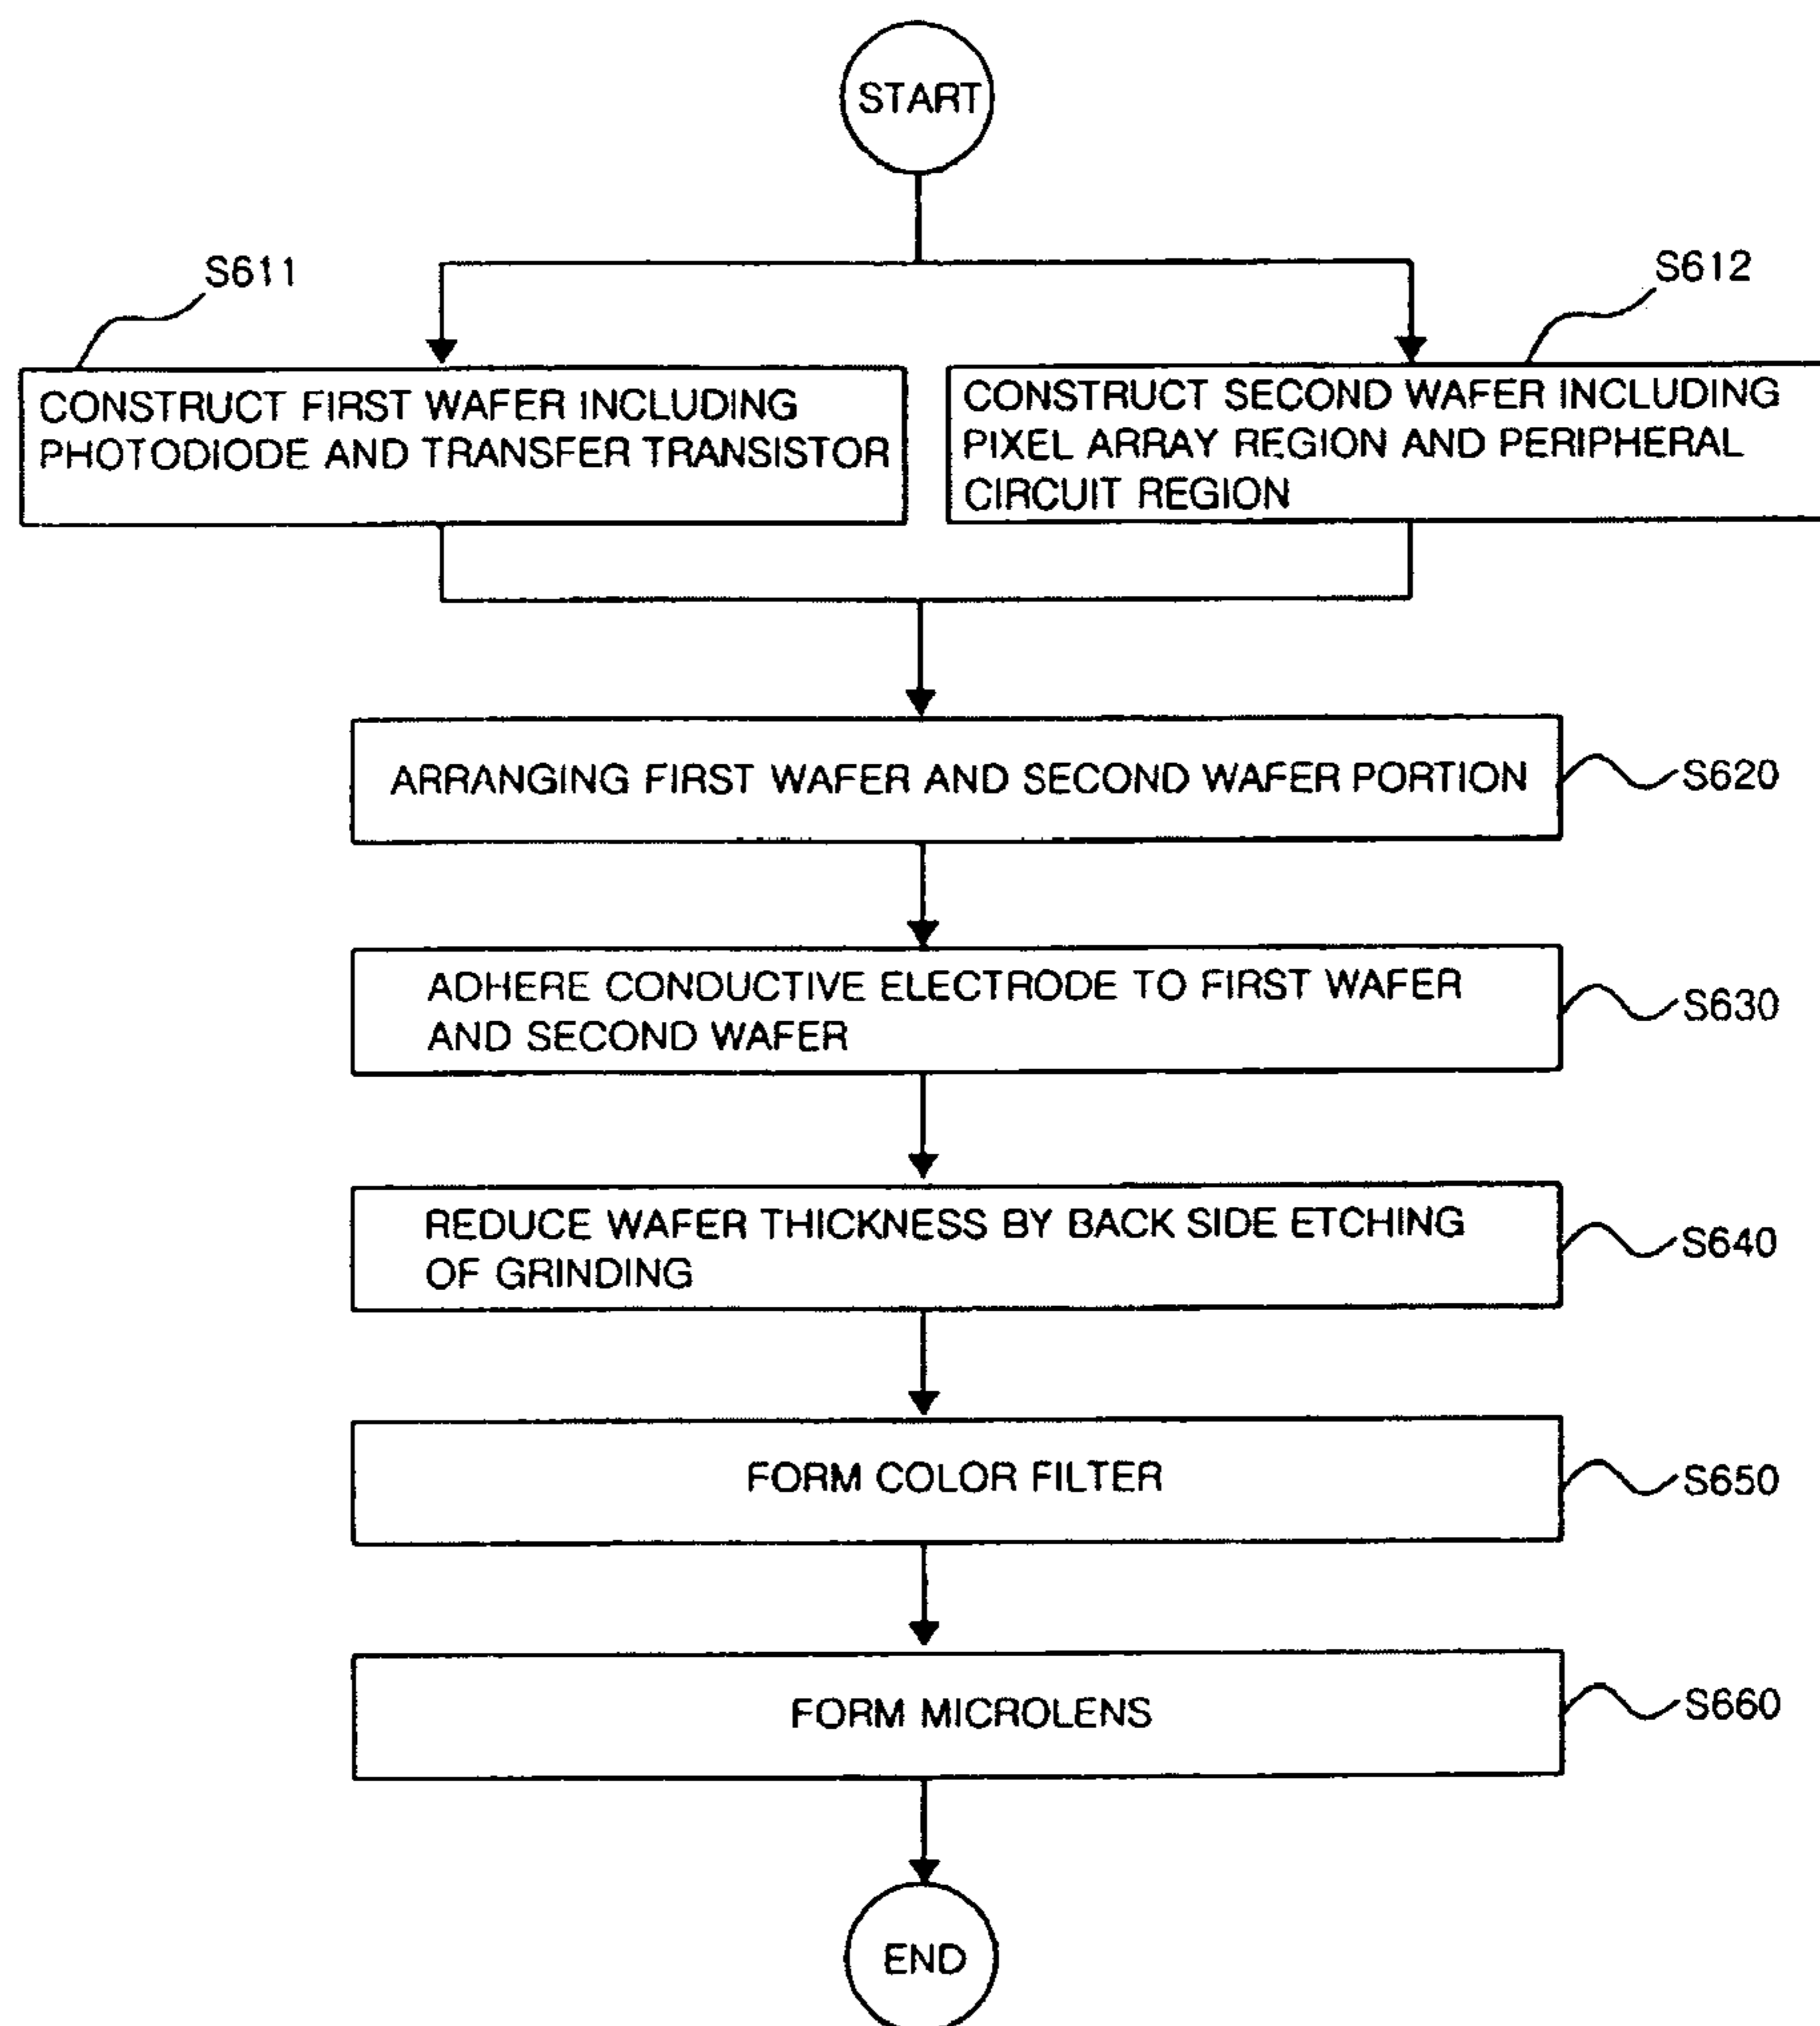 START
S611
S612
CONSTRUCT FIRST WAFER INCLUDING
PHOTODIODE AND TRANSFER TRANSISTOR
CONSTRUCT SECOND WAFER INCLUDING
PIXEL ARRAY REGION AND PERIPHERAL
CIRCUIT REGION
ARRANGING FIRST WAFER AND SECOND WAFER PORTION
S620
ADHERE CONDUCTIVE ELECTRODE TO FIRST WAFER
AND SECOND WAFER
S630
REDUCE WAFER THICKNESS BY BACK SIDE ETCHING
OF GRINDING
S640
FORM COLOR FILTER
S650
FORM MICROLENS
S660
END